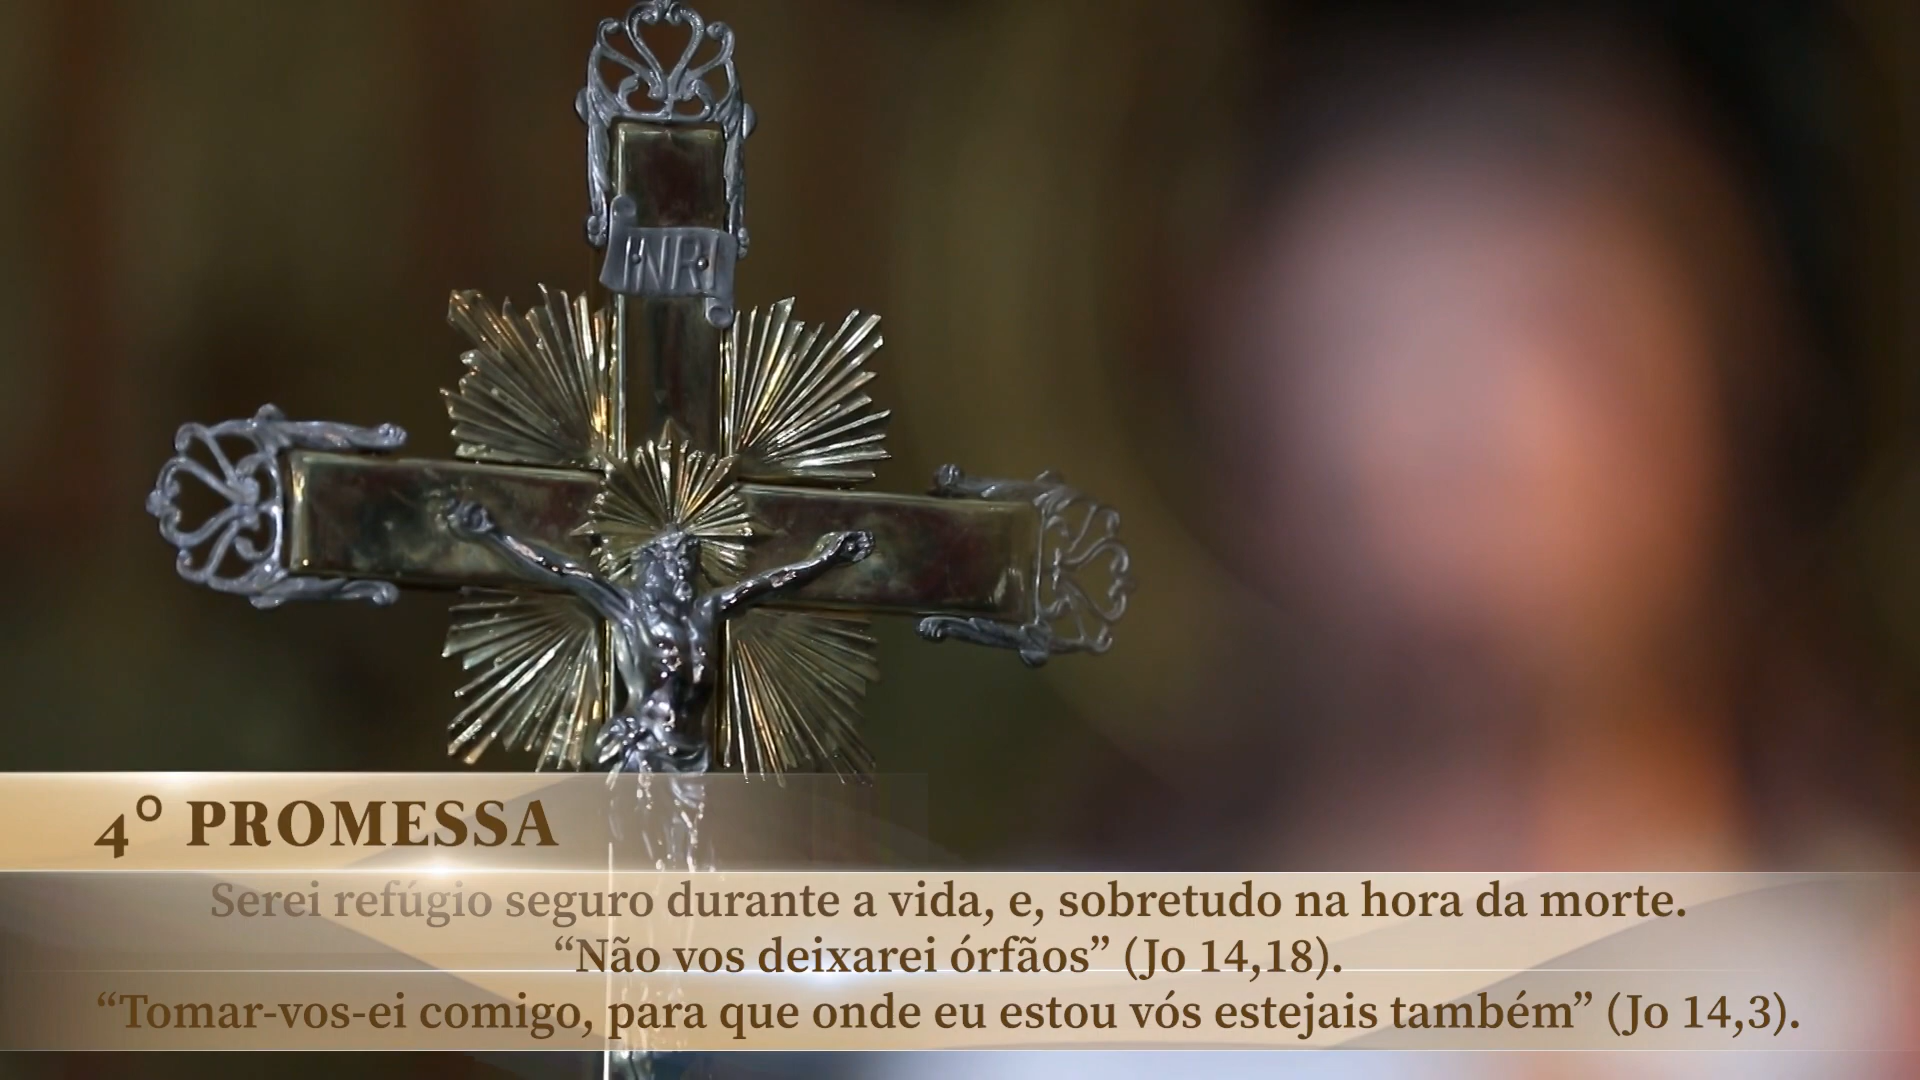 INRI
4° PROMESSA
Serei refúgio seguro durante a vida, e, sobretudo na hora da morte.
“Não vos deixarei órfãos” (Jo 14,18).
“Tomar-vos-ei comigo, para que onde eu estou vós estejais também” (Jo 14,3).